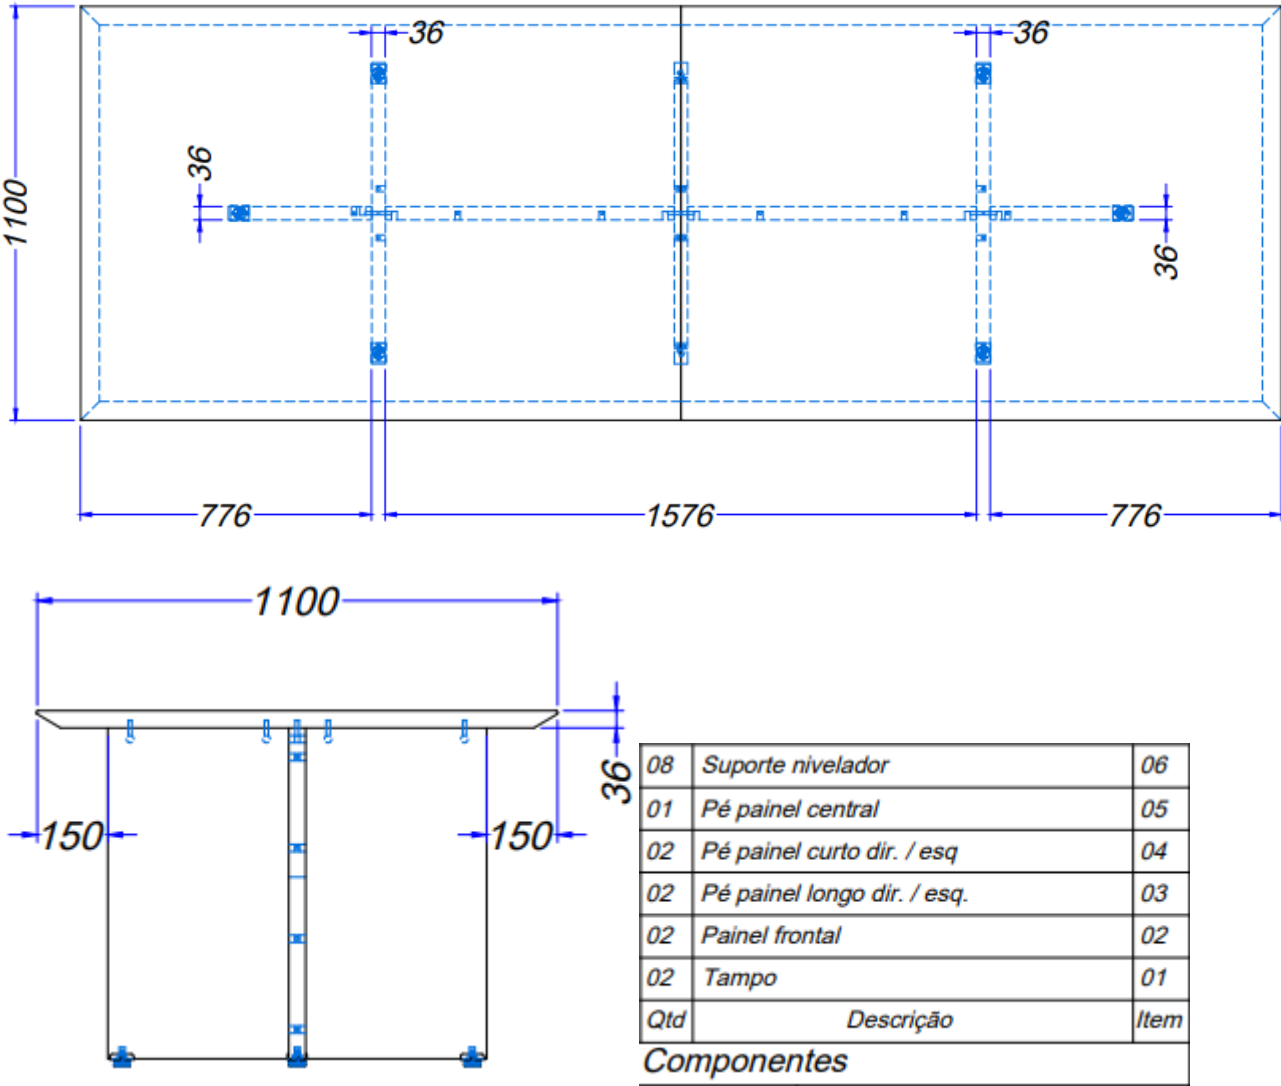 36
36
36
1100
36
776
1576
776
1100
36
150
150
08 Suporte nivelador 06
01 Pé painel central 05
02 Pé painel curto dir. / esq 04
02 Pé painel longo dir. / esq. 03
02 Painel frontal 02
02 Tampo 01
Qtd Descrição Item
Componentes